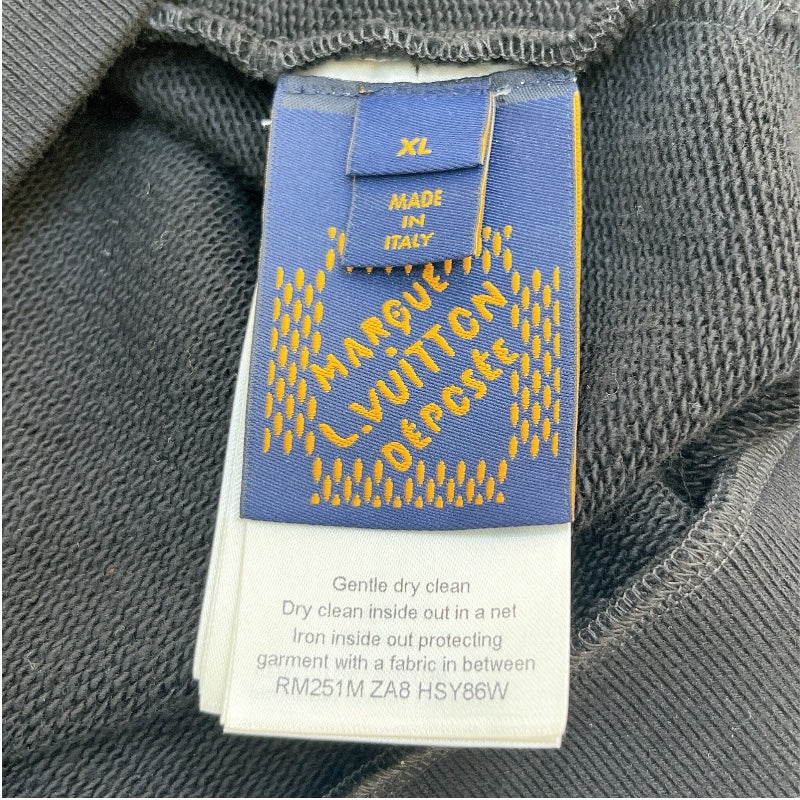 XL
MADE
IN
ITALY
MARQUE
L.VUITTON
DÉPOSÉE
Gentle dry clean
Dry clean inside out in a net
Iron inside out protecting
garment with a fabric in between
RM251M ZA8 HSY86W